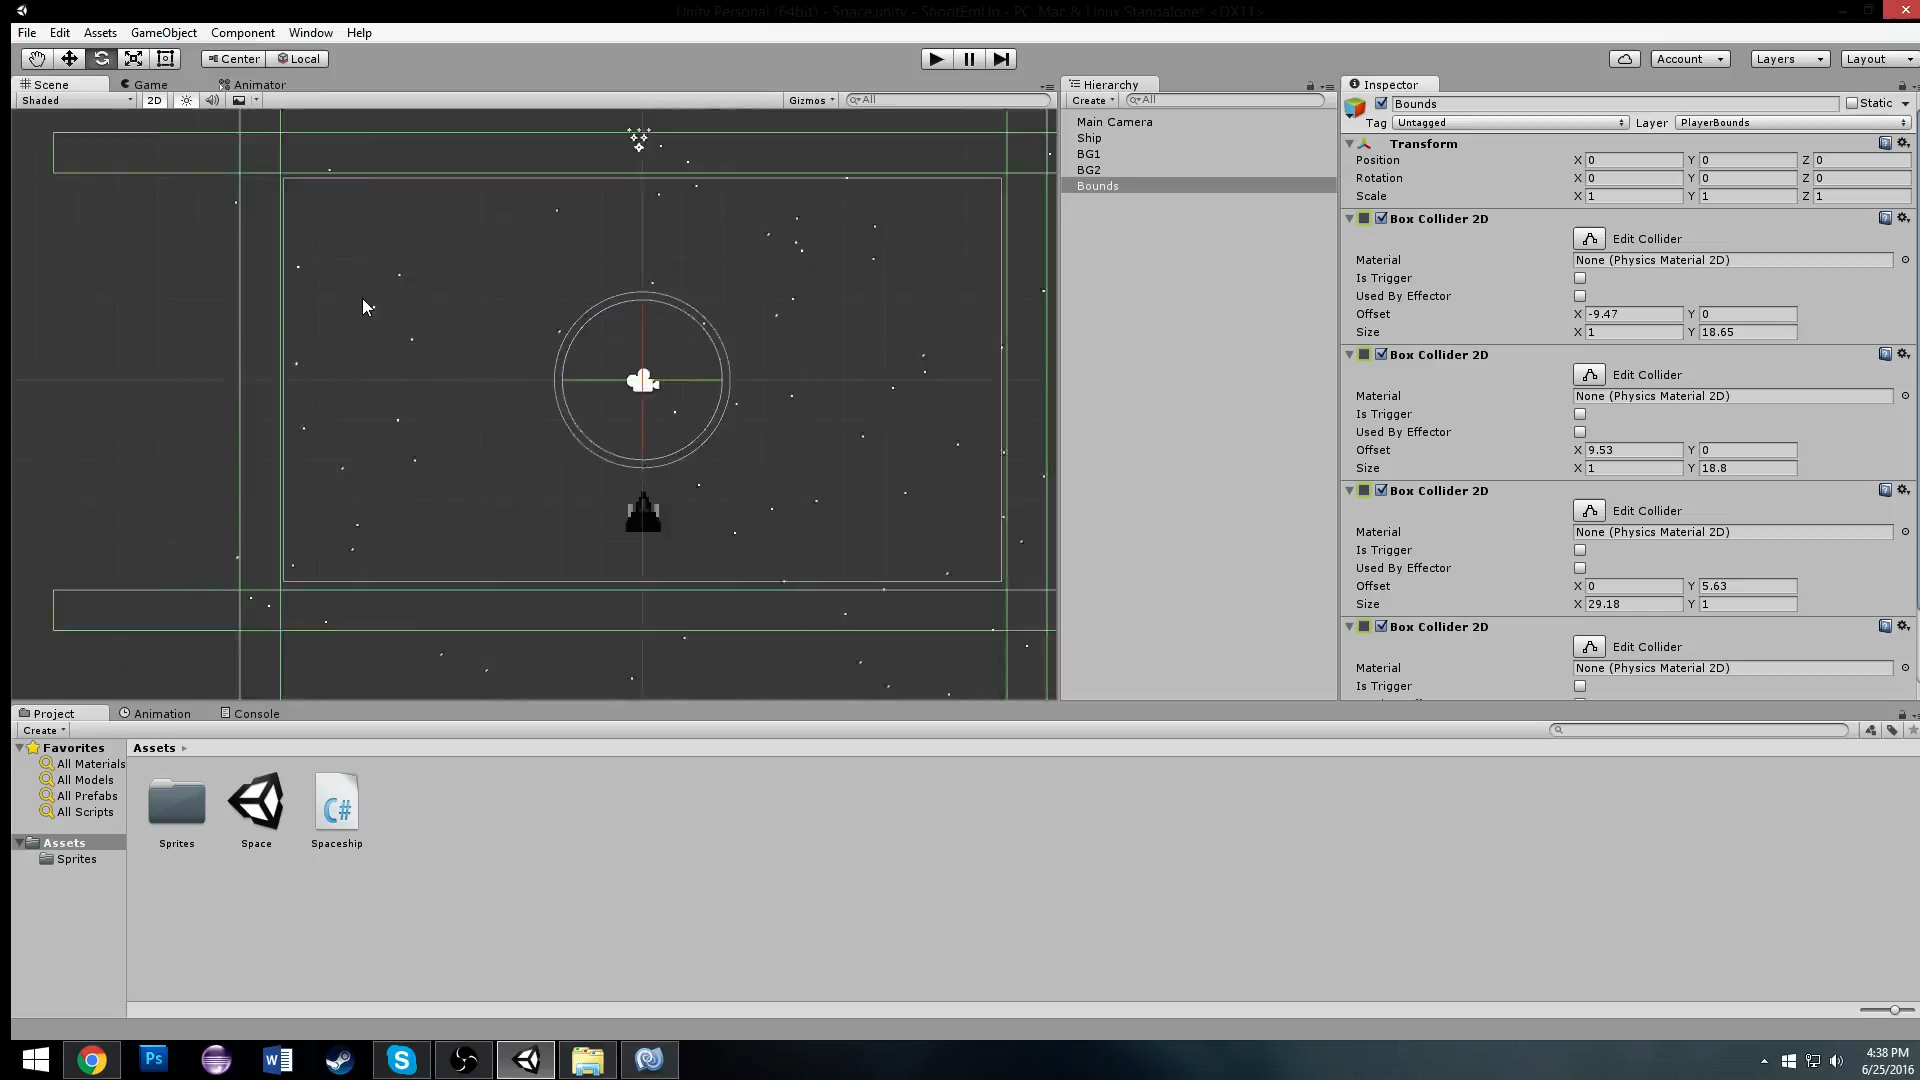 Unity Personal (64bit) - Space.unity - ShootEmUp - PC, Mac & Linux Standalone* <DX11>
File Edit Assets GameObject Component Window Help
Center Local Account Layers Layout
Scene Game Animator Hierarchy Inspector
Shaded 2D Gizmos All Create All Bounds Static
Tag Untagged Layer PlayerBounds
Main Camera
Ship
BG1
BG2
Bounds
Transform
Position X 0 Y 0 Z 0
Rotation X 0 Y 0 Z 0
Scale X 1 Y 1 Z 1
Box Collider 2D
Edit Collider
Material None (Physics Material 2D)
Is Trigger
Used By Effector
Offset X -9.47 Y 0
Size X 1 Y 18.65
Box Collider 2D
Edit Collider
Material None (Physics Material 2D)
Is Trigger
Used By Effector
Offset X 9.53 Y 0
Size X 1 Y 18.8
Box Collider 2D
Edit Collider
Material None (Physics Material 2D)
Is Trigger
Used By Effector
Offset X 0 Y 5.63
Size X 29.18 Y 1
Box Collider 2D
Edit Collider
Material None (Physics Material 2D)
Is Trigger
Project Animation Console
Create
Favorites
All Materials
All Models
All Prefabs
All Scripts
Assets
Sprites
Assets
C#
Sprites Space Spaceship
Ps W S
4:38 PM
6/25/2016